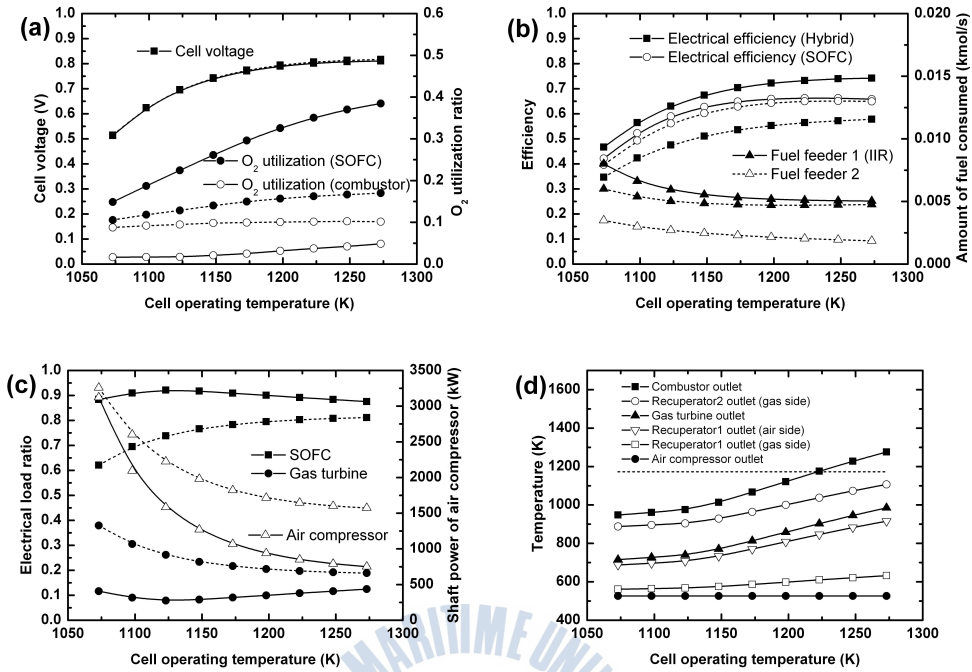 (a)
Cell voltage
O2 utilization (SOFC)
O2 utilization (combustor)
1.0
0.9
0.8
0.7
0.6
0.5
0.4
0.3
0.2
0.1
0.0
Cell voltage (V)
0.6
0.5
0.4
0.3
0.2
0.1
0.0
O2 utilization ratio
1050 1100 1150 1200 1250 1300
Cell operating temperature (K)
(b)
Electrical efficiency (Hybrid)
Electrical efficiency (SOFC)
Fuel feeder 1 (IIR)
Fuel feeder 2
1.0
0.9
0.8
0.7
0.6
0.5
0.4
0.3
0.2
0.1
0.0
Efficiency
0.020
0.015
0.010
0.005
0.000
Amount of fuel consumed (kmol/s)
1050 1100 1150 1200 1250 1300
Cell operating temperature (K)
(c)
SOFC
Gas turbine
Air compressor
1.0
0.9
0.8
0.7
0.6
0.5
0.4
0.3
0.2
0.1
0.0
Electrical load ratio
3500
3000
2500
2000
1500
1000
500
0
Shaft power of air compressor (kW)
1050 1100 1150 1200 1250 1300
Cell operating temperature (K)
(d)
Combustor outlet
Recuperator2 outlet (gas side)
Gas turbine outlet
Recuperator1 outlet (air side)
Recuperator1 outlet (gas side)
Air compressor outlet
1600
1400
1200
1000
800
600
400
Temperature (K)
1050 1100 1150 1200 1250 1300
Cell operating temperature (K)
MARITIME